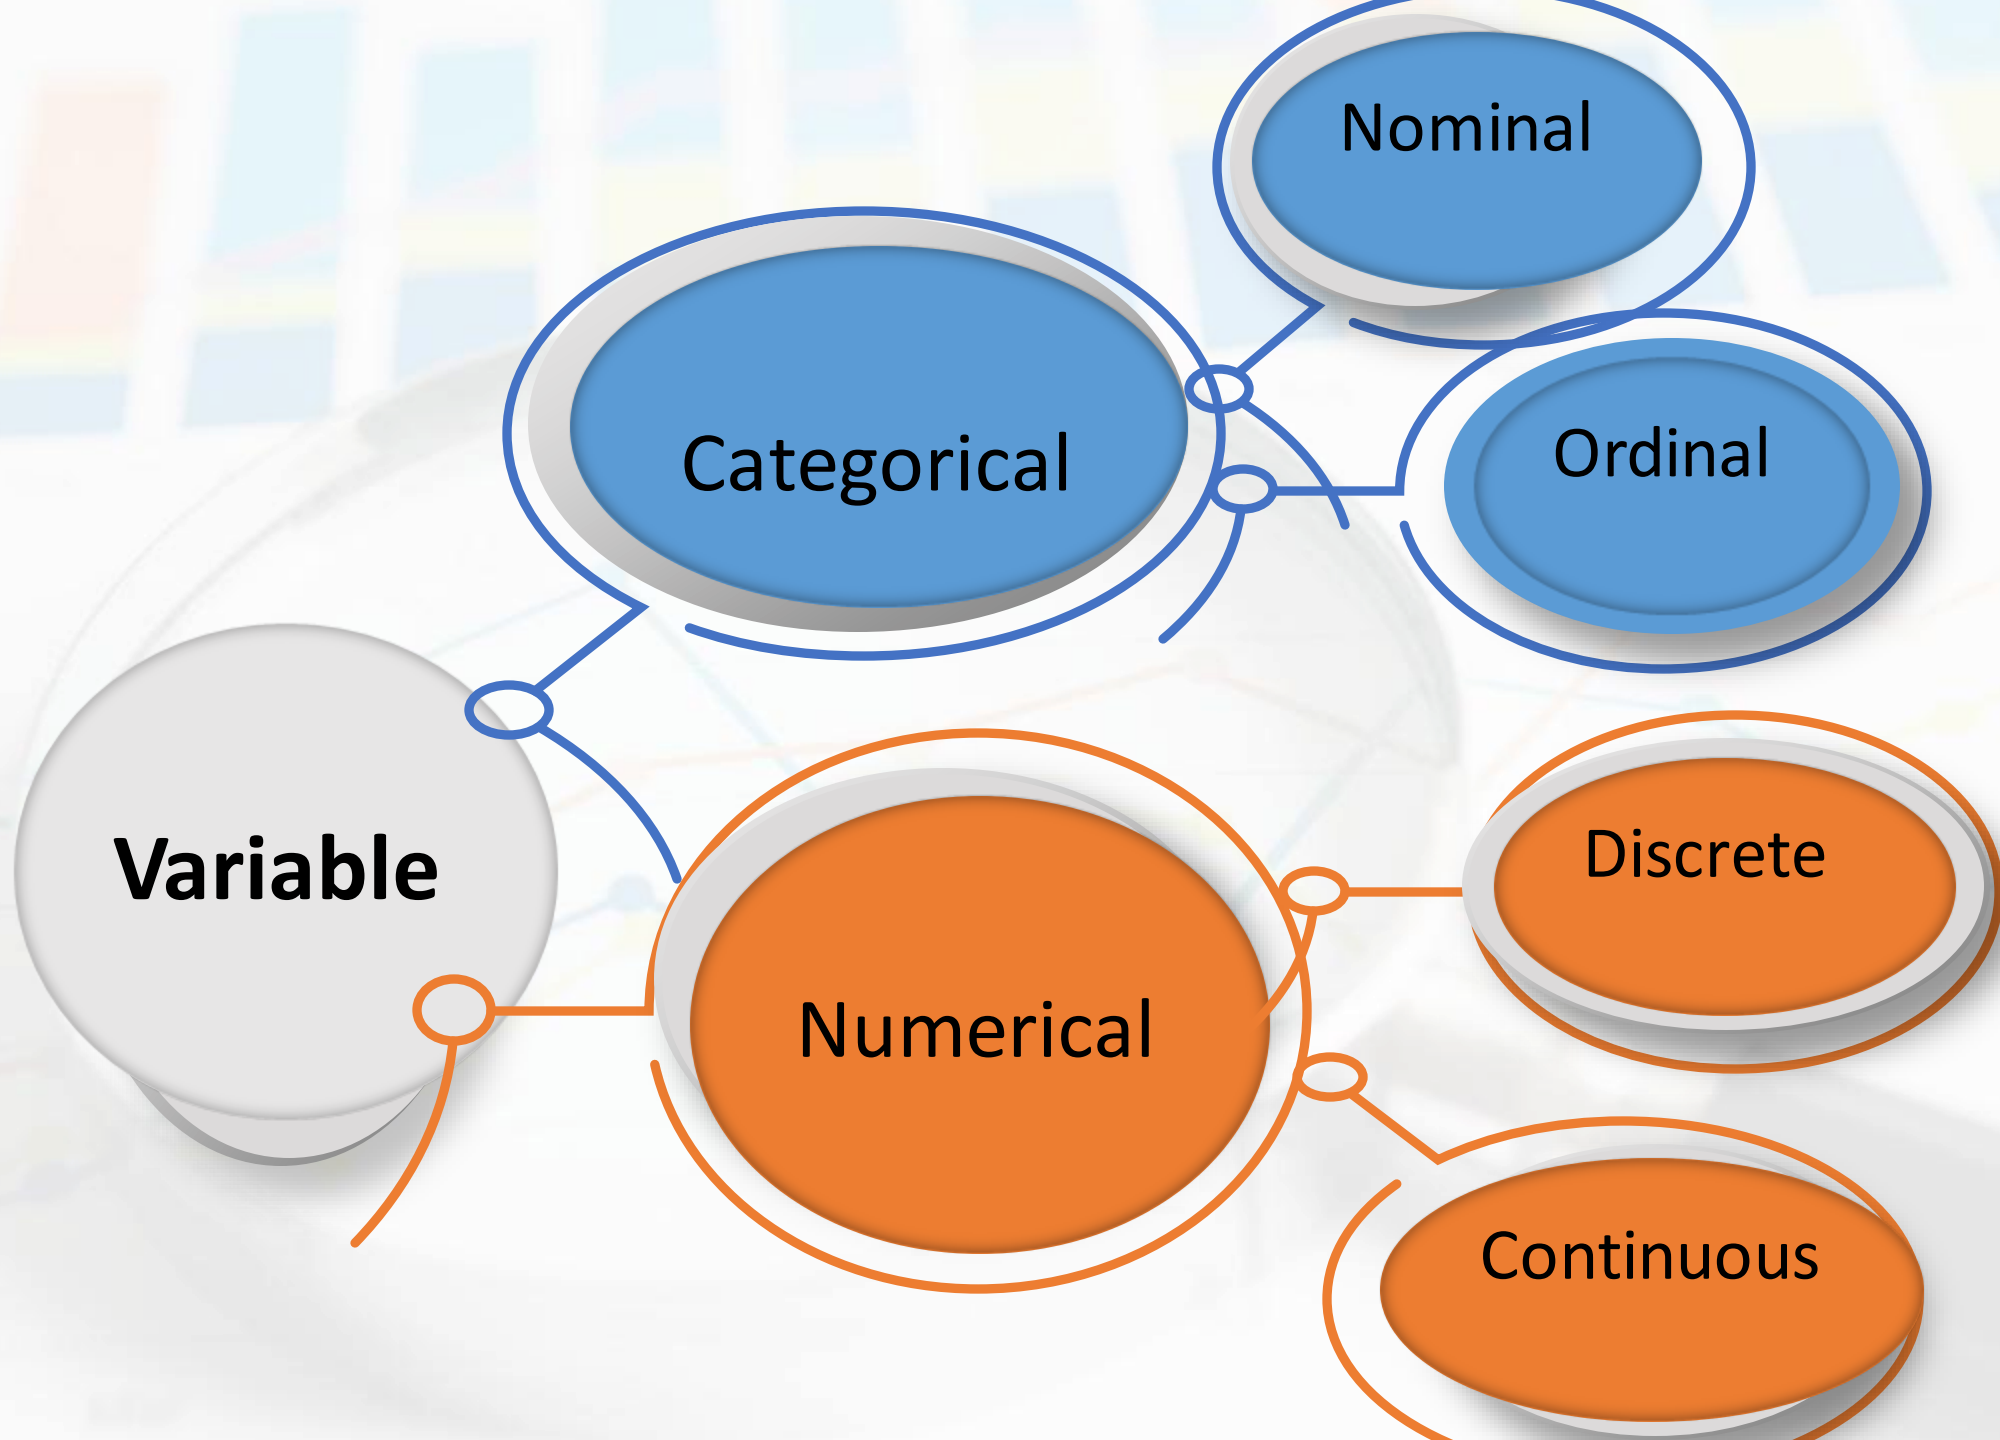 Nominal
Ordinal
Categorical
Variable
Discrete
Numerical
Continuous